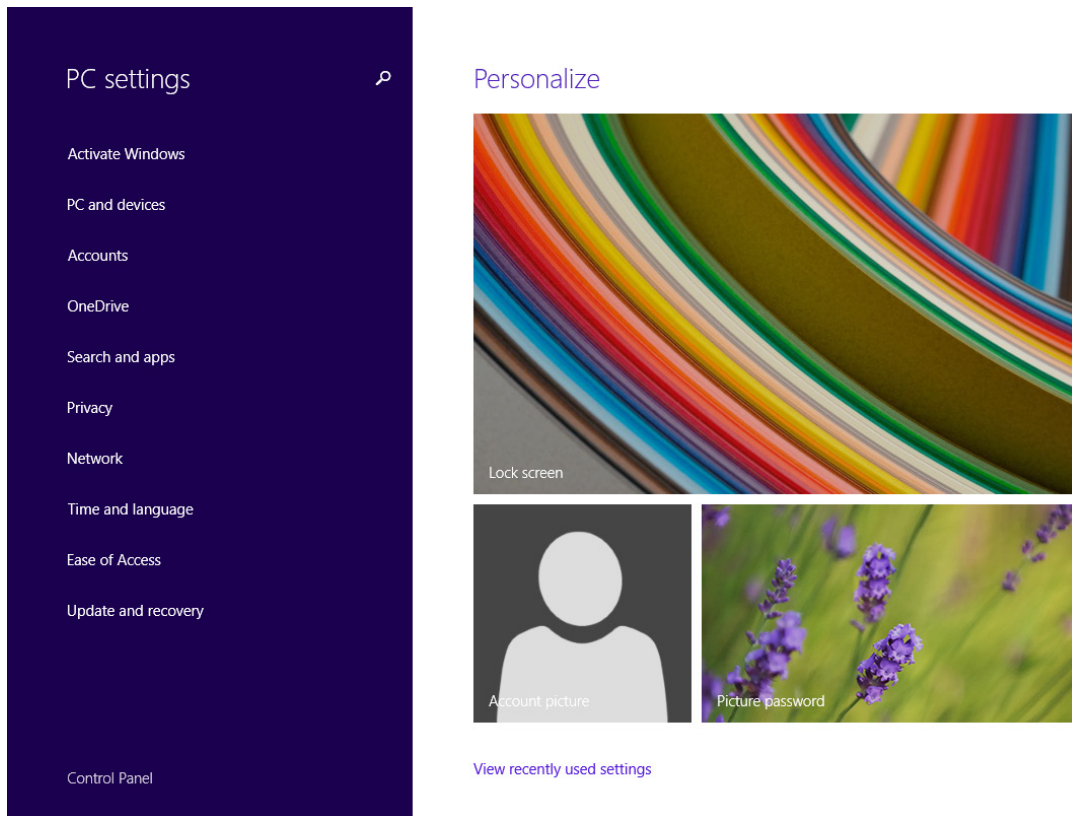 PC settings
Activate Windows
PC and devices
Accounts
OneDrive
Search and apps
Privacy
Network
Time and language
Ease of Access
Update and recovery
Control Panel
Personalize
Lock screen
Account picture
Picture password
View recently used settings